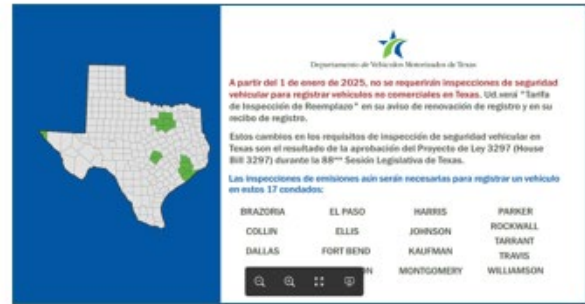 Departamento de Vehículos Motorizados de Texas
A partir del 1 de enero de 2025, no se requerirán inspecciones de seguridad
vehicular para registrar vehículos no comerciales en Texas. Ud.verá "Tarifa
de Inspección de Reemplazo" en su aviso de renovación de registro y en su
recibo de registro.
Estos cambios en los requisitos de inspección de seguridad vehicular en
Texas son el resultado de la aprobación del Proyecto de Ley 3297 (House
Bill 3297) durante la Sesión Legislativa de Texas.
Las inspecciones de emisiones aún serán necesarias para registrar un vehículo
en estos 17 condados:
BRAZORIA EL PASO HARRIS PARKER
COLLIN ELLIS JOHNSON ROCKWALL
TARRANT
DALLAS FORT BEND KAUFMAN TRAVIS
MONTGOMERY WILLIAMSON